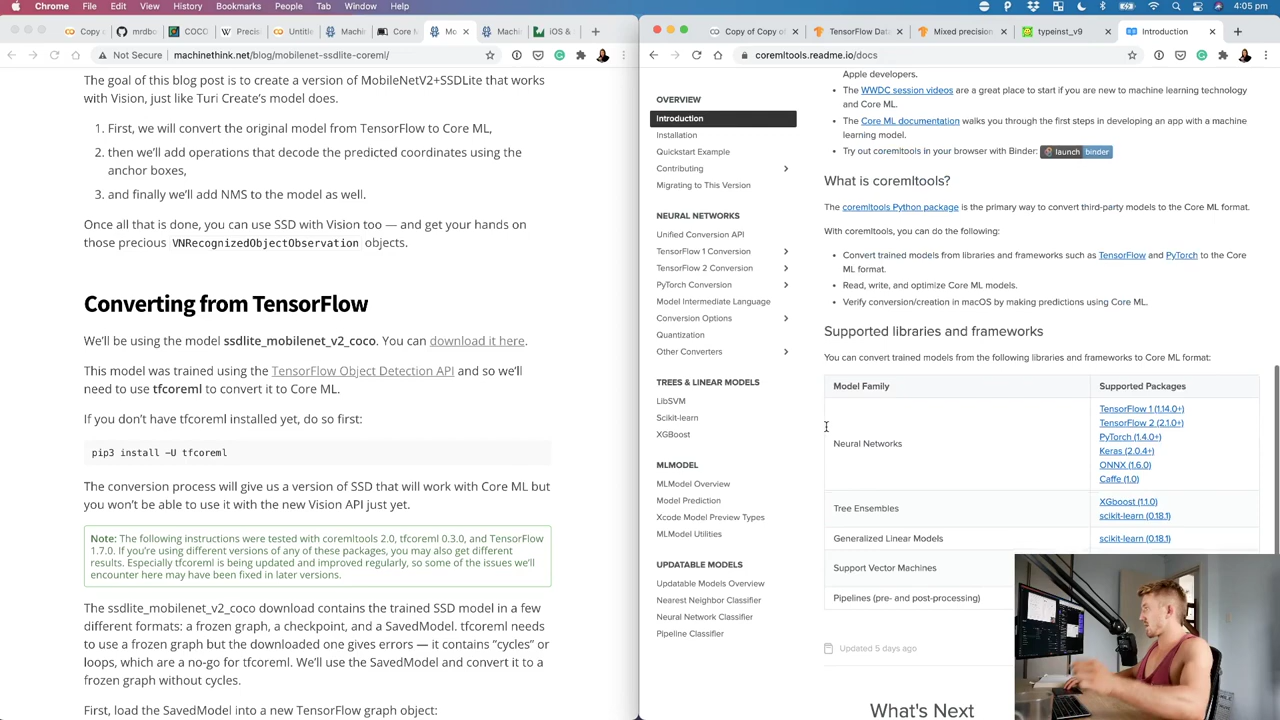 Chrome File Edit View History Bookmarks People Tab Window Help
4:05 pm
Copy o
mrdbo
COCO
Precis
Untitl
Machi
Core M
Mo
Machi
iOS &
Copy of Copy of
TensorFlow Dat
Mixed precision
typeinst_v9
Introduction
Not Secure machinethink.net/blog/mobilenet-ssdlite-coreml/
coremltools.readme.io/docs
The goal of this blog post is to create a version of MobileNetV2+SSDLite that works
with Vision, just like Turi Create's model does.
1. First, we will convert the original model from TensorFlow to Core ML,
2. then we'll add operations that decode the predicted coordinates using the
anchor boxes,
3. and finally we'll add NMS to the model as well.
Once all that is done, you can use SSD with Vision too — and get your hands on
those precious VNRecognizedObjectObservation objects.
Converting from TensorFlow
We'll be using the model ssdlite_mobilenet_v2_coco. You can download it here.
This model was trained using the TensorFlow Object Detection API and so we'll
need to use tfcoreml to convert it to Core ML.
If you don't have tfcoreml installed yet, do so first:
pip3 install -U tfcoreml
The conversion process will give us a version of SSD that will work with Core ML but
you won't be able to use it with the new Vision API just yet.
Note: The following instructions were tested with coremltools 2.0, tfcoreml 0.3.0, and TensorFlow
1.7.0. If you're using different versions of any of these packages, you may also get different
results. Especially tfcoreml is being updated and improved regularly, so some of the issues we'll
encounter here may have been fixed in later versions.
The ssdlite_mobilenet_v2_coco download contains the trained SSD model in a few
different formats: a frozen graph, a checkpoint, and a SavedModel. tfcoreml needs
to use a frozen graph but the downloaded one gives errors — it contains "cycles" or
loops, which are a no-go for tfcoreml. We'll use the SavedModel and convert it to a
frozen graph without cycles.
First, load the SavedModel into a new TensorFlow graph object:
OVERVIEW
Introduction
Installation
Quickstart Example
Contributing
Migrating to This Version
NEURAL NETWORKS
Unified Conversion API
TensorFlow 1 Conversion
TensorFlow 2 Conversion
PyTorch Conversion
Model Intermediate Language
Conversion Options
Quantization
Other Converters
TREES & LINEAR MODELS
LibSVM
Scikit-learn
XGBoost
MLMODEL
MLModel Overview
Model Prediction
Xcode Model Preview Types
MLModel Utilities
UPDATABLE MODELS
Updatable Models Overview
Nearest Neighbor Classifier
Neural Network Classifier
Pipeline Classifier
Apple developers.
• The WWDC session videos are a great place to start if you are new to machine learning technology
and Core ML.
• The Core ML documentation walks you through the first steps in developing an app with a machine
learning model.
• Try out coremltools in your browser with Binder: launch binder
What is coremltools?
The coremltools Python package is the primary way to convert third-party models to the Core ML format.
With coremltools, you can do the following:
• Convert trained models from libraries and frameworks such as TensorFlow and PyTorch to the Core
ML format.
• Read, write, and optimize Core ML models.
• Verify conversion/creation in macOS by making predictions using Core ML.
Supported libraries and frameworks
You can convert trained models from the following libraries and frameworks to Core ML format:
Model Family Supported Packages
Neural Networks
TensorFlow 1 (1.14.0+)
TensorFlow 2 (2.1.0+)
PyTorch (1.4.0+)
Keras (2.0.4+)
ONNX (1.6.0)
Caffe (1.0)
Tree Ensembles
XGboost (1.1.0)
scikit-learn (0.18.1)
Generalized Linear Models scikit-learn (0.18.1)
Support Vector Machines
Pipelines (pre- and post-processing)
Updated 5 days ago
What's Next